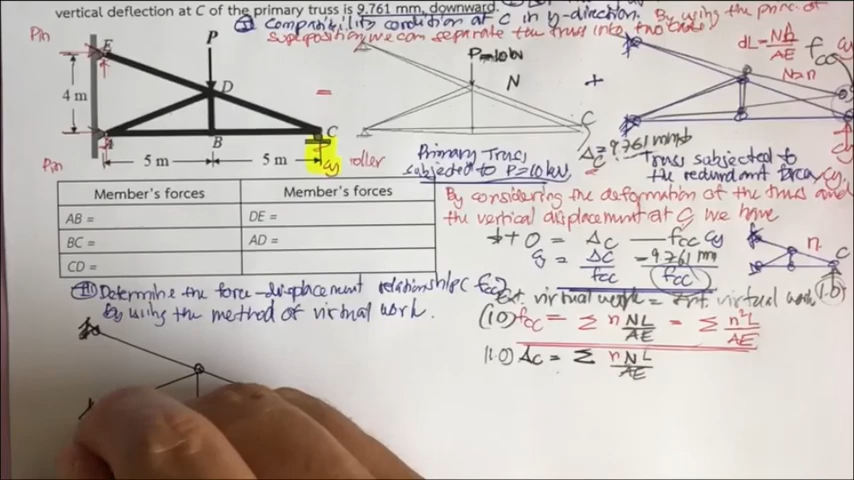 vertical deflection at C of the primary truss is 9.761 mm, downward.
② Compatibility condition at C in y-direction. By using the princ. of
superposition we can separate the truss into two cases
Pin
E
P
D
4 m
A
B
C
5 m
5 m
Pin
Cy
roller
=
P=10kN
N
C
+
dL = NL
AE
fcc
Δc = 9.761 mm
Primary Truss
subjected to P=10kN
Truss subjected to
the redundant force Cy
Member's forces
Member's forces
AB =
DE =
BC =
AD =
CD =
By considering the deformation of the truss and
the vertical displacement at C, we have
↓+ 0 = Δc — fcc Cy
Cy = Δc
fcc
9.761 mm
fcc
n
C
(1.0)
III Determine the force-displacement relationship (fcc)
by using the method of virtual work.
Ext. virtual work = Int. virtual work
(1.0) fcc = Σ n NL/AE = Σ n²L/AE
(1.0) Δc = Σ n NL/AE